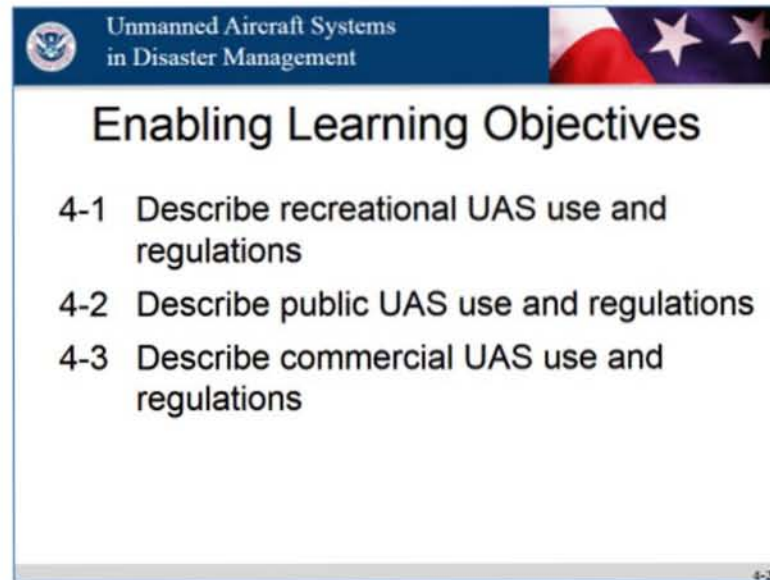 Unmanned Aircraft Systems
in Disaster Management
Enabling Learning Objectives
4-1 Describe recreational UAS use and
regulations
4-2 Describe public UAS use and regulations
4-3 Describe commercial UAS use and
regulations